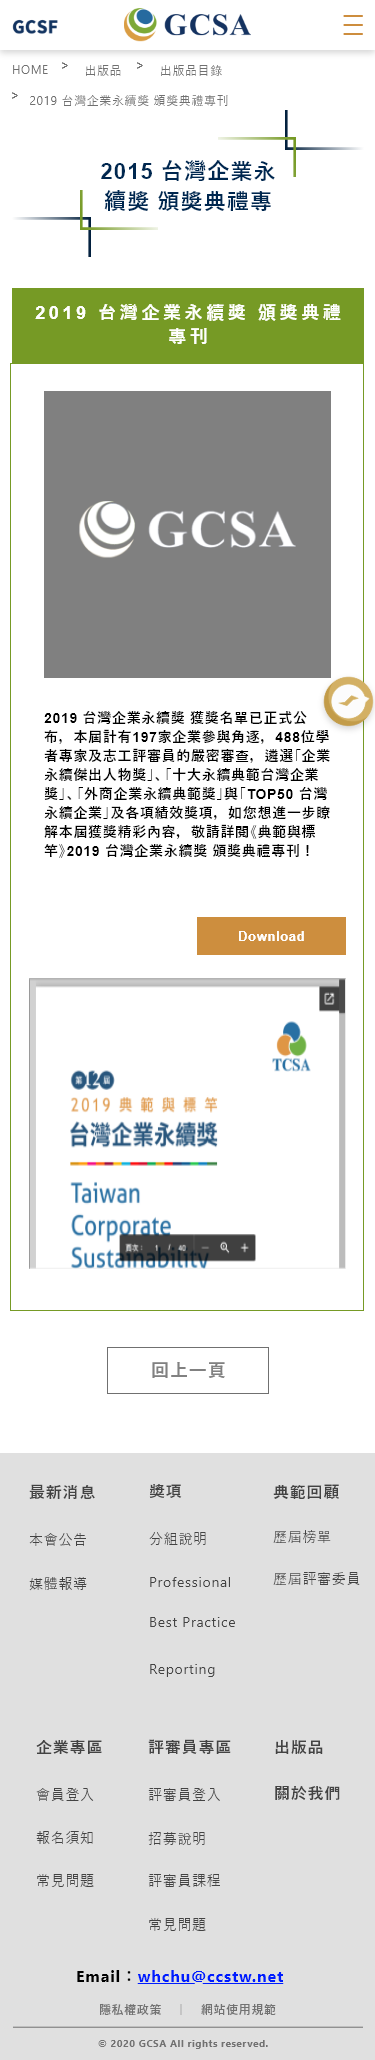 GCSF
GCSA
HOME > 出版品 > 出版品目錄
> 2019 台灣企業永續獎 頒獎典禮專刊
2015 台灣企業永
續獎 頒獎典禮專
2019 台灣企業永續獎 頒獎典禮
專刊
GCSA
2019 台灣企業永續獎 獲獎名單已正式公
布，本屆計有197家企業參與角逐，488位學
者專家及志工評審員的嚴密審查，遴選「企業
永續傑出人物獎」、「十大永續典範台灣企業
獎」、「外商企業永續典範獎」與「TOP50 台灣
永續企業」及各項績效獎項，如您想進一步瞭
解本屆獲獎精彩內容，敬請詳閱《典範與標
竿》2019 台灣企業永續獎 頒獎典禮專刊！
Download
TCSA
第12屆
2019 典範與標竿
台灣企業永續獎
Taiwan
Corporate
Sustainability
頁次： 1 / 40
回上一頁
最新消息
本會公告
媒體報導
獎項
分組說明
Professional
Best Practice
Reporting
典範回顧
歷屆榜單
歷屆評審委員
企業專區
會員登入
報名須知
常見問題
評審員專區
評審員登入
招募說明
評審員課程
常見問題
出版品
關於我們
Email：whchu@ccstw.net
隱私權政策 | 網站使用規範
© 2020 GCSA All rights reserved.